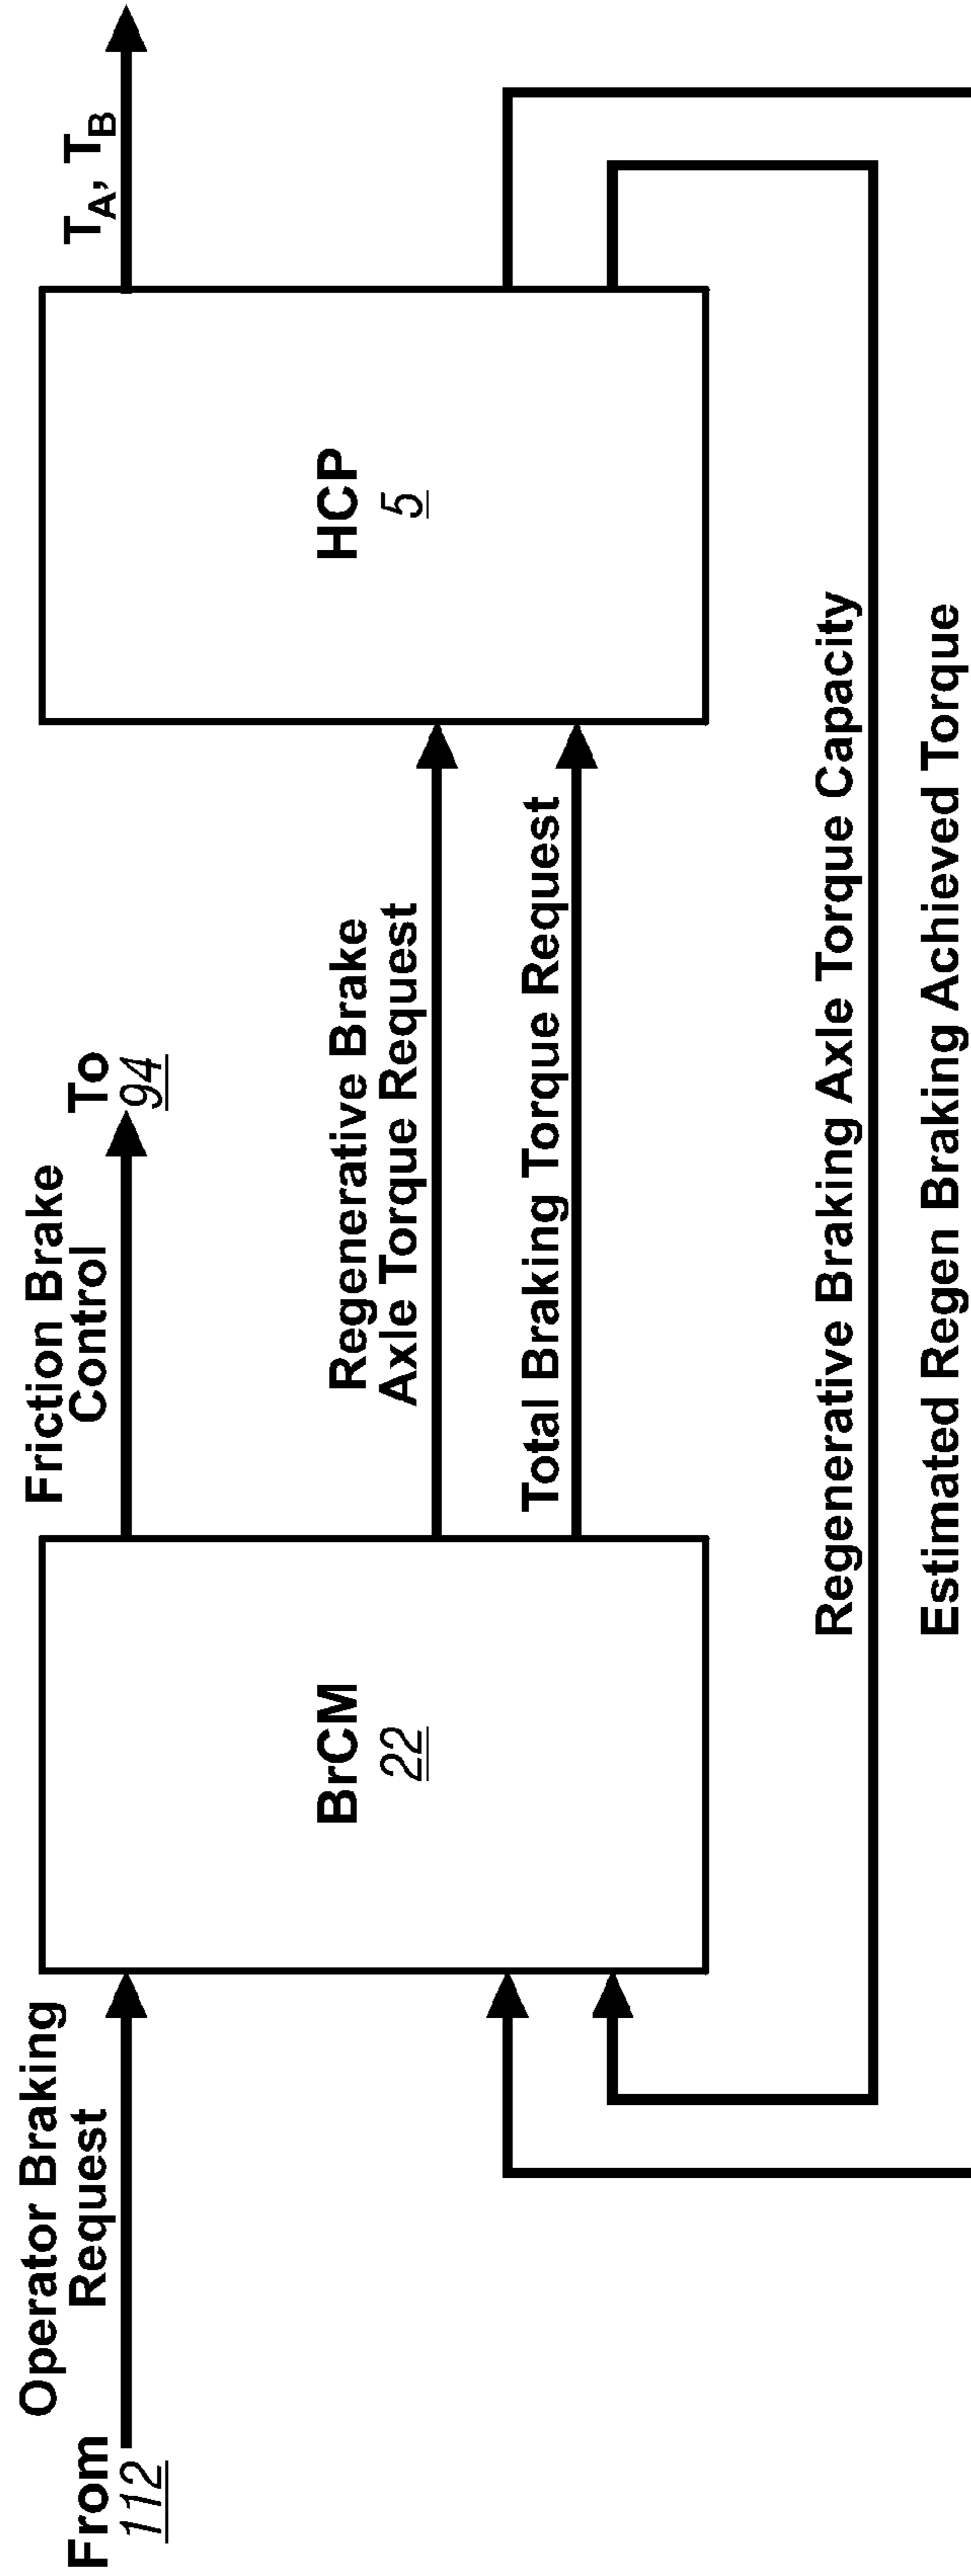 From
112
Operator Braking
Request
BrCM
22
Friction Brake
Control
To
94
Regenerative Brake
Axle Torque Request
Total Braking Torque Request
HCP
5
TA, TB
Regenerative Braking Axle Torque Capacity
Estimated Regen Braking Achieved Torque